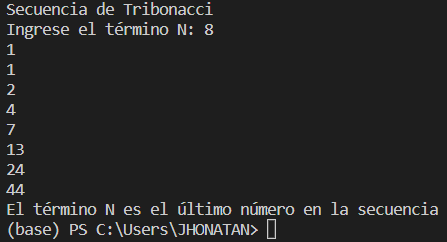 Secuencia de Tribonacci
Ingrese el término N: 8
1
1
2
4
7
13
24
44
El término N es el último número en la secuencia
(base) PS C:\Users\JHONATAN>